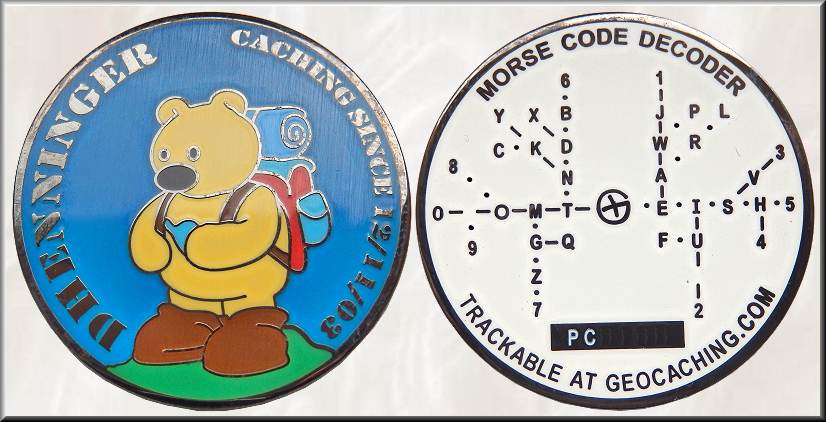 DHENNINGER
CACHING SINCE 12/11/03
MORSE CODE DECODER
6 1
B J P L
Y X
C K D W R
8 N A V 3
0 O M T E I S H 5
9 G Q F U 4
Z
7 2
PC
TRACKABLE AT GEOCACHING.COM